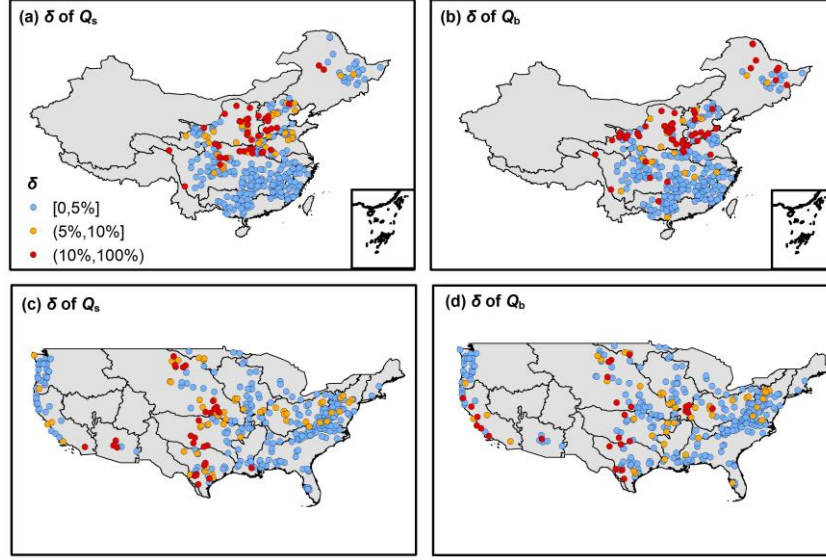 (a) δ of Qs
(b) δ of Qb
δ
[0,5%]
(5%,10%]
(10%,100%)
(c) δ of Qs
(d) δ of Qb